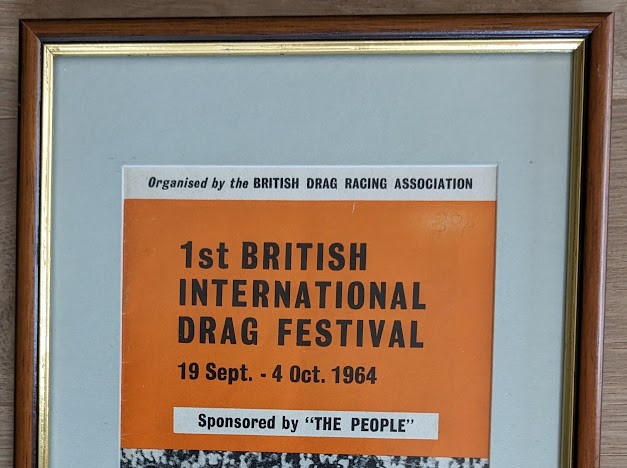 Organised by the BRITISH DRAG RACING ASSOCIATION
1st BRITISH
INTERNATIONAL
DRAG FESTIVAL
19 Sept. - 4 Oct. 1964
Sponsored by "THE PEOPLE"